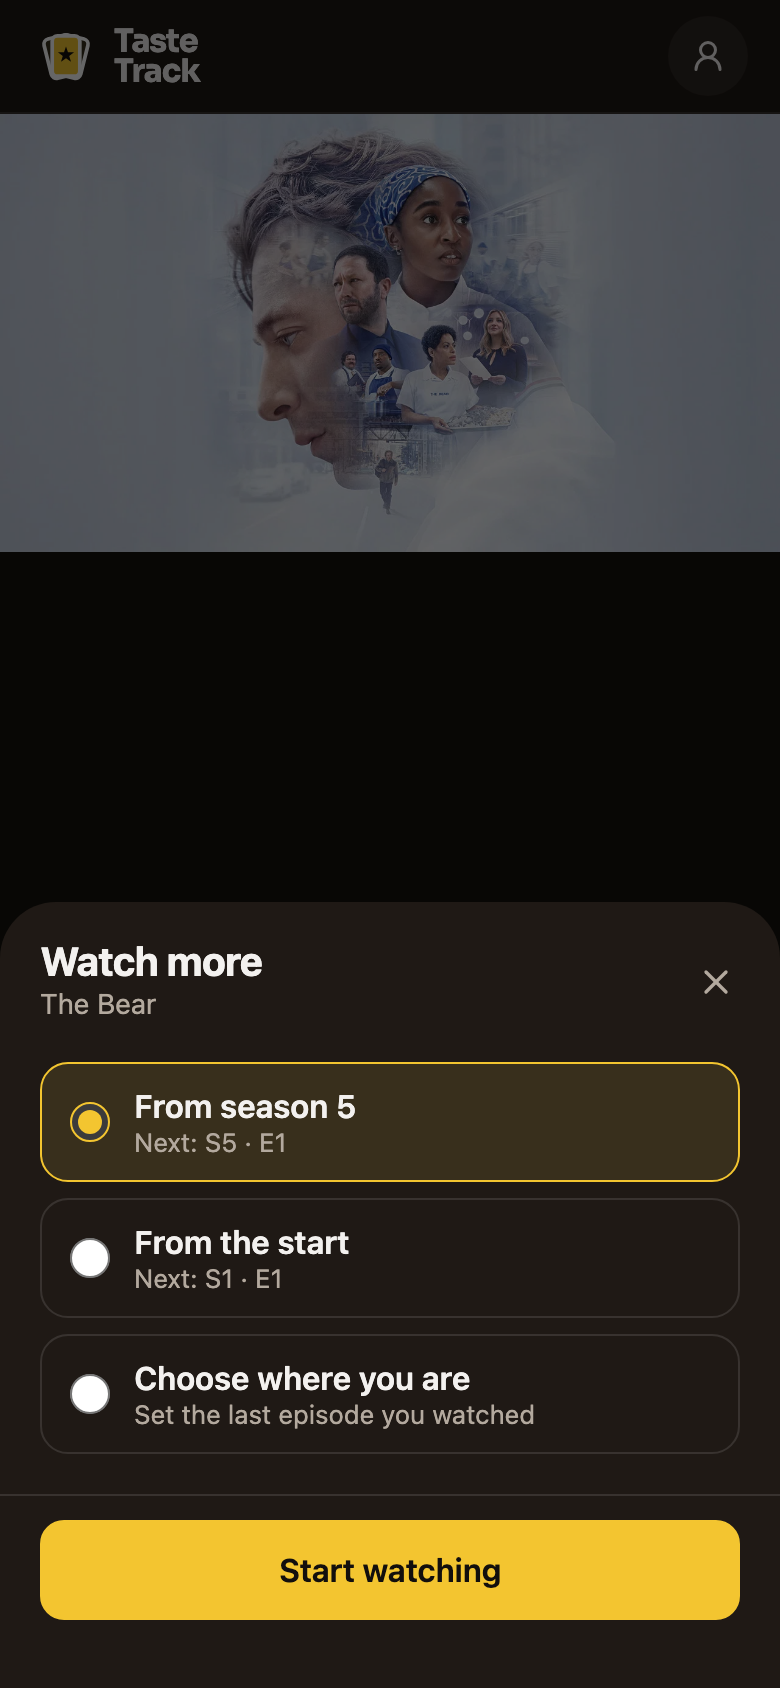 Taste
Track
Watch more
The Bear
From season 5
Next: S5 · E1
From the start
Next: S1 · E1
Choose where you are
Set the last episode you watched
Start watching